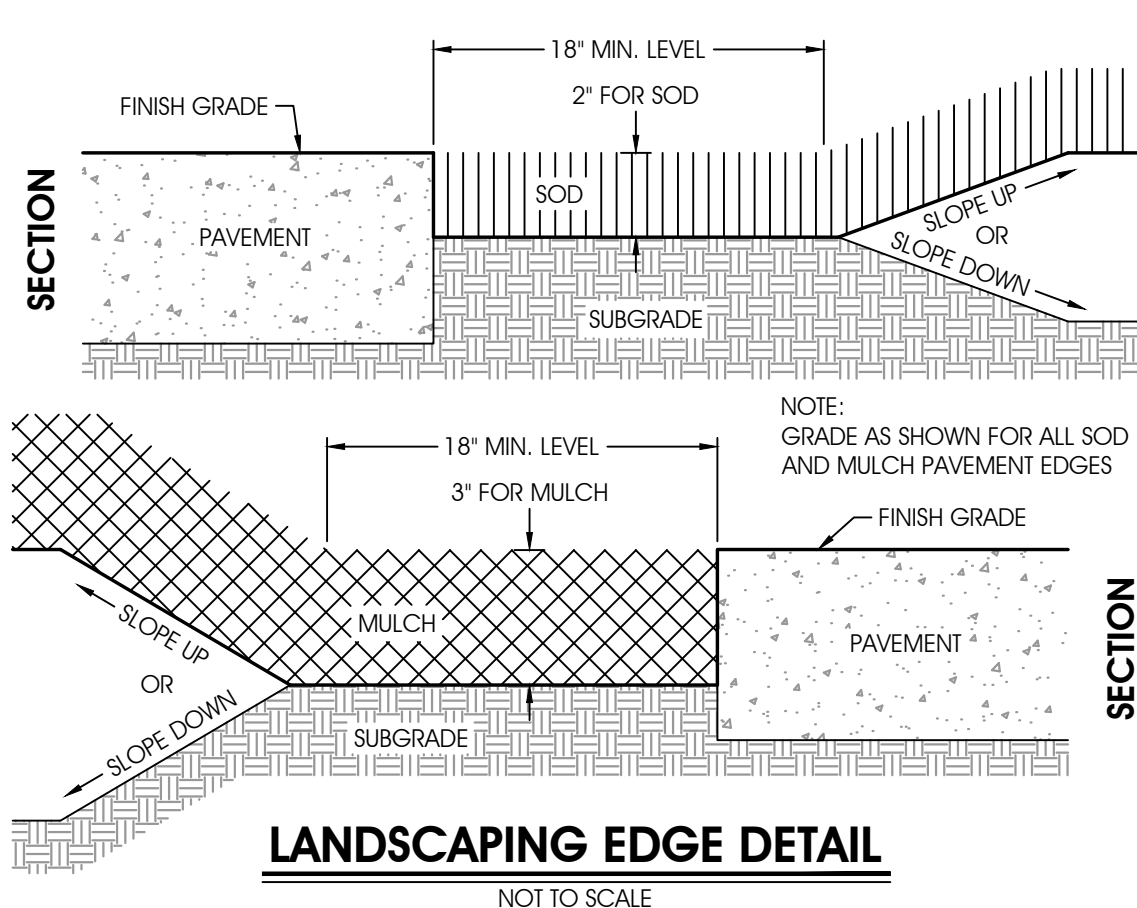 18" MIN. LEVEL
2" FOR SOD
FINISH GRADE
SECTION
SOD
PAVEMENT
SLOPE UP
OR
SLOPE DOWN
SUBGRADE
NOTE:
GRADE AS SHOWN FOR ALL SOD
AND MULCH PAVEMENT EDGES
18" MIN. LEVEL
3" FOR MULCH
FINISH GRADE
SLOPE UP
OR
SLOPE DOWN
MULCH
PAVEMENT
SECTION
SUBGRADE
LANDSCAPING EDGE DETAIL
NOT TO SCALE